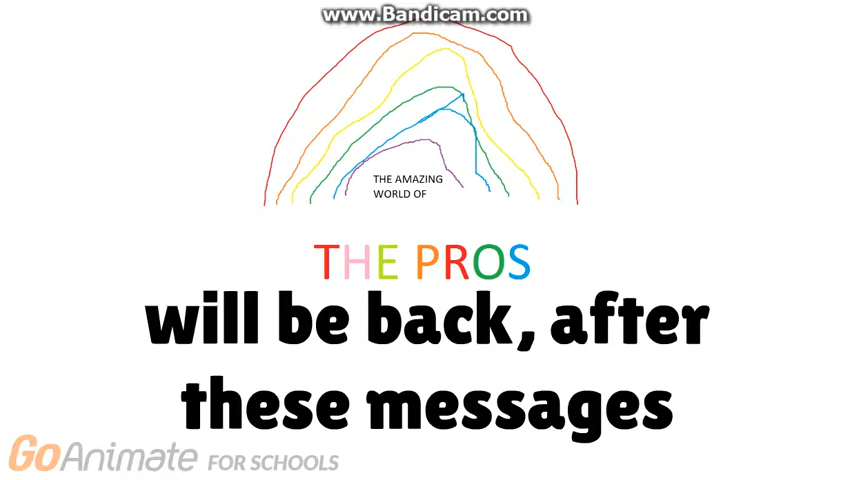 www.Bandicam.com
THE AMAZING
WORLD OF
THE PROS
will be back, after
these messages
GoAnimate FOR SCHOOLS